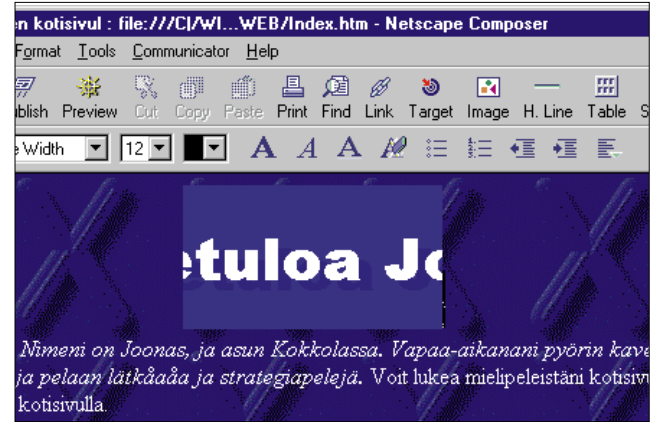 en kotisivul : file:///C|/WI...WEB/Index.htm - Netscape Composer
Format Tools Communicator Help
blish Preview Cut Copy Paste Print Find Link Target Image H. Line Table S
Width 12 A A A
etuloa Jo
Nimeni on Joonas, ja asun Kokkolassa. Vapaa-aikanani pyörin kave
ja pelaan lätkåaåa ja strategiapelejä. Voit lukea mielipeleistäni kotisiv
kotisivulla.